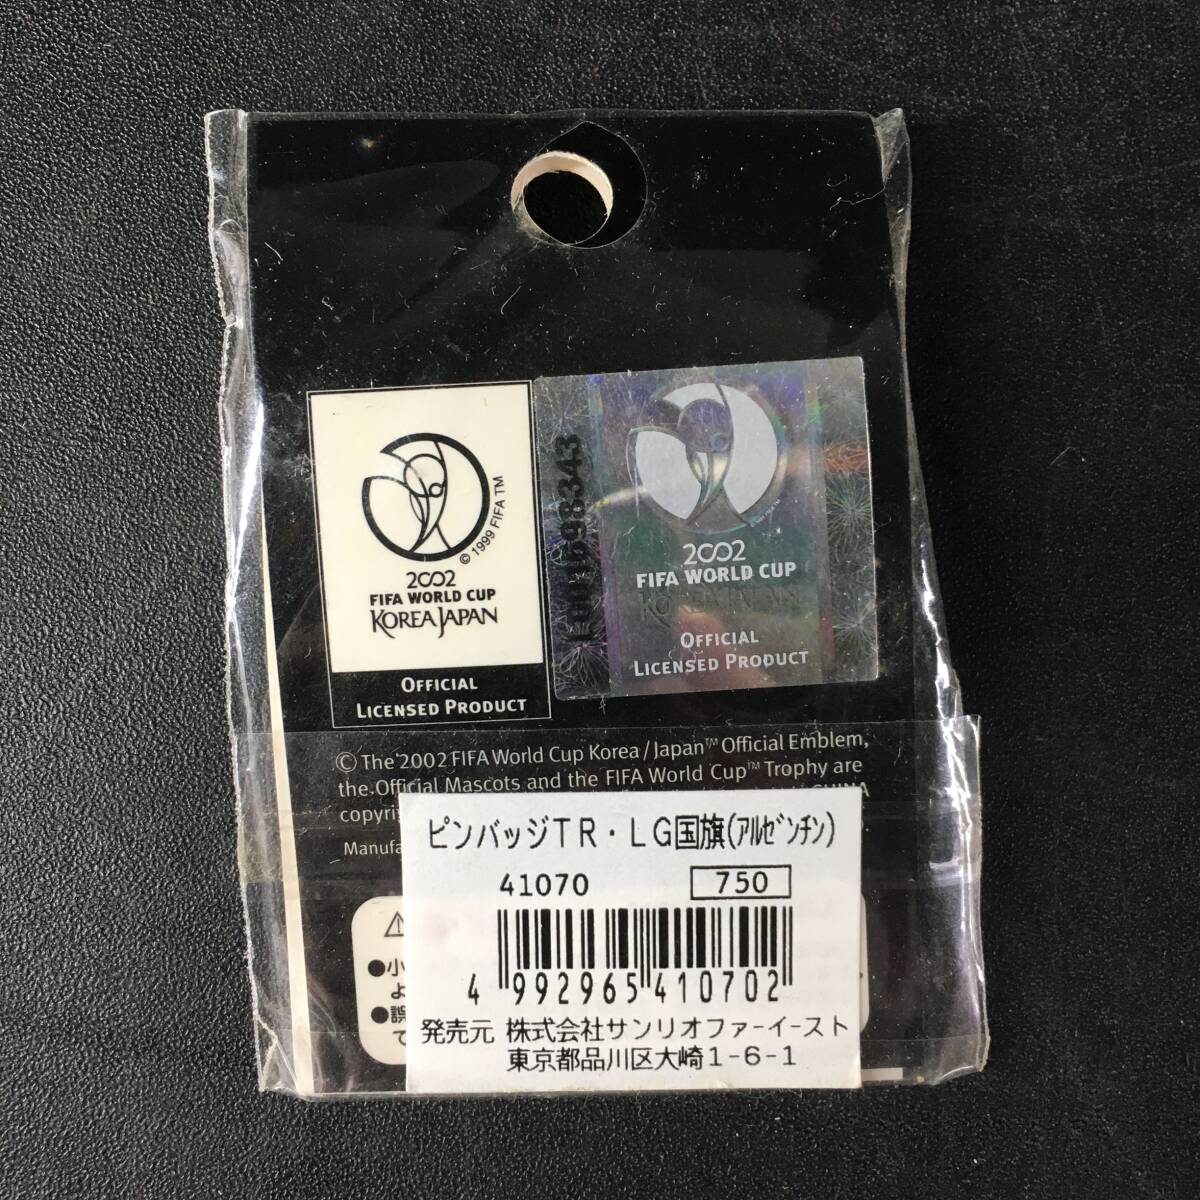 © 1999 FIFA TM
2002
FIFA WORLD CUP
KOREA JAPAN
OFFICIAL
LICENSED PRODUCT
2002
FIFA WORLD CUP
KOREA JAPAN
OFFICIAL
LICENSED PRODUCT
© The 2002 FIFA World Cup Korea / Japan™ Official Emblem,
the Official Mascots and the FIFA World Cup™ Trophy are
ピンバッジTR・LG国旗(アルゼンチン)
41070 750
4 992965 410702
発売元 株式会社サンリオファーイースト
東京都品川区大崎1-6-1